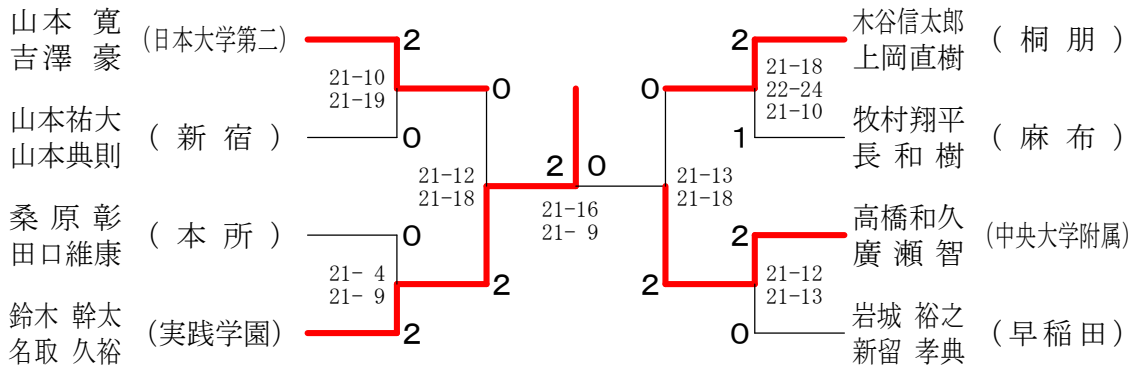 山本 寛
吉澤 豪
(日本大学第二)
2
21-10
21-19
0
山本祐大
山本典則
( 新 宿 )
0
21-12
21-18
桑 原 彰
田口維康
( 本 所 )
0
21- 4
21- 9
2
鈴木 幹太
名取 久裕
(実践学園)
2
2 0
21-16
21- 9
2
木谷信太郎
上岡直樹
( 桐 朋 )
0
21-18
22-24
21-10
1
牧村翔平
長 和 樹
( 麻 布 )
21-13
21-18
2
高橋和久
廣 瀬 智
(中央大学附属)
2
21-12
21-13
0
岩城 裕之
新留 孝典
( 早稲田 )